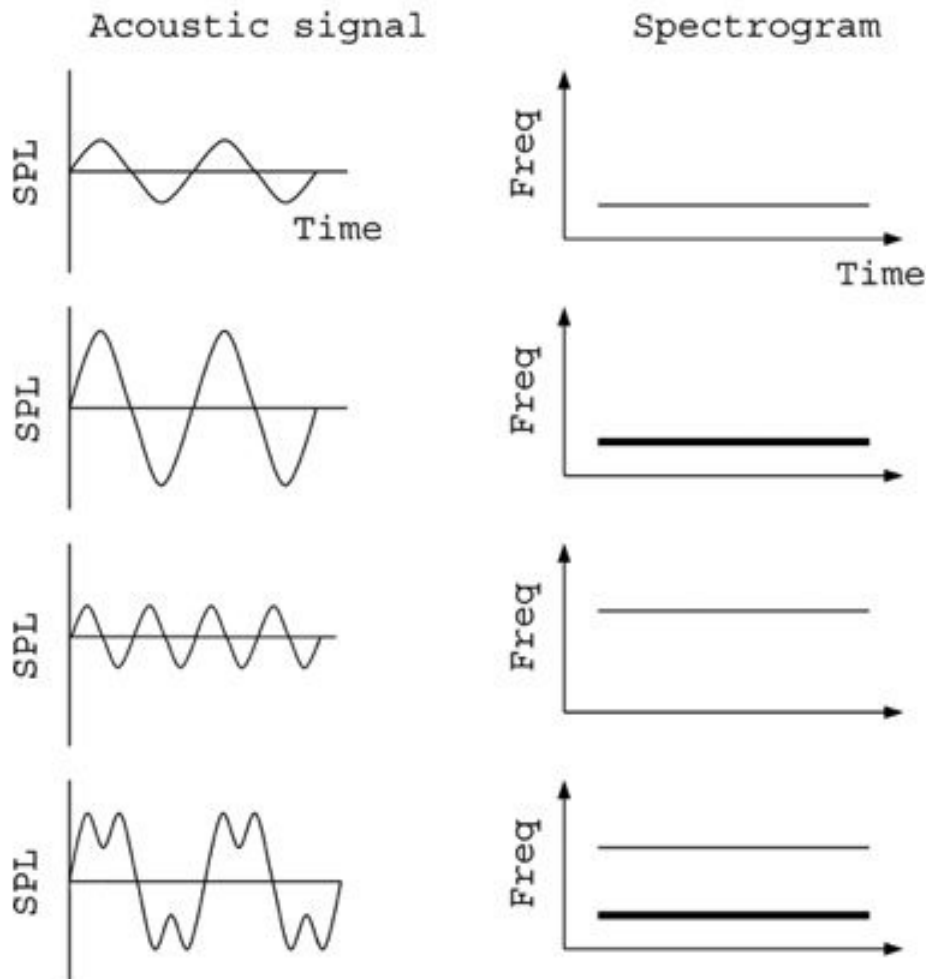 Acoustic signal
Spectrogram
SPL
Time
Freq
Time
SPL
Freq
SPL
Freq
SPL
Freq